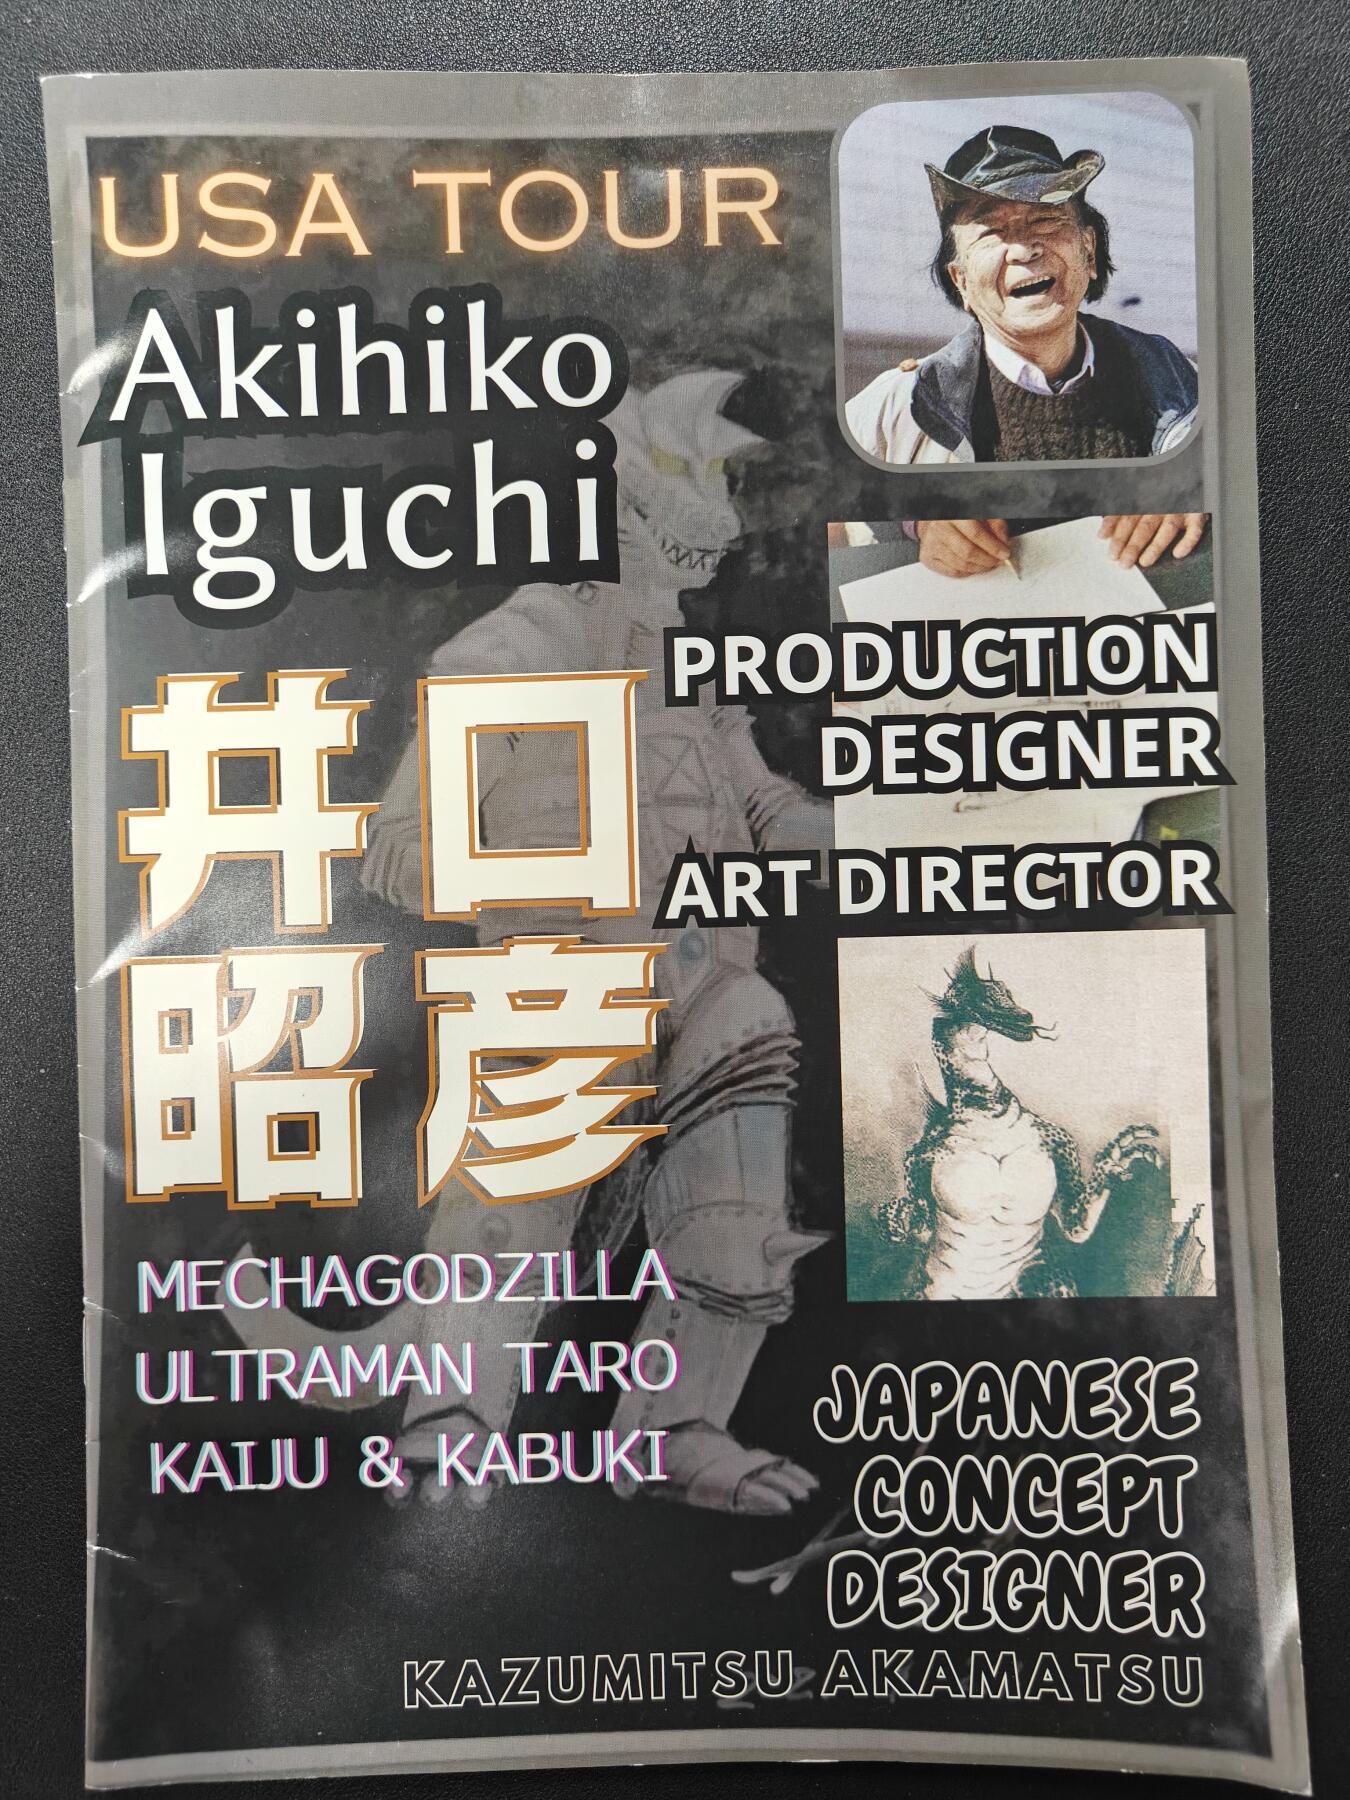 USA TOUR
Akihiko
Iguchi
井口
昭彦
PRODUCTION
DESIGNER
ART DIRECTOR
MECHAGODZILLA
ULTRAMAN TARO
KAIJU & KABUKI
JAPANESE
CONCEPT
DESIGNER
KAZUMITSU AKAMATSU